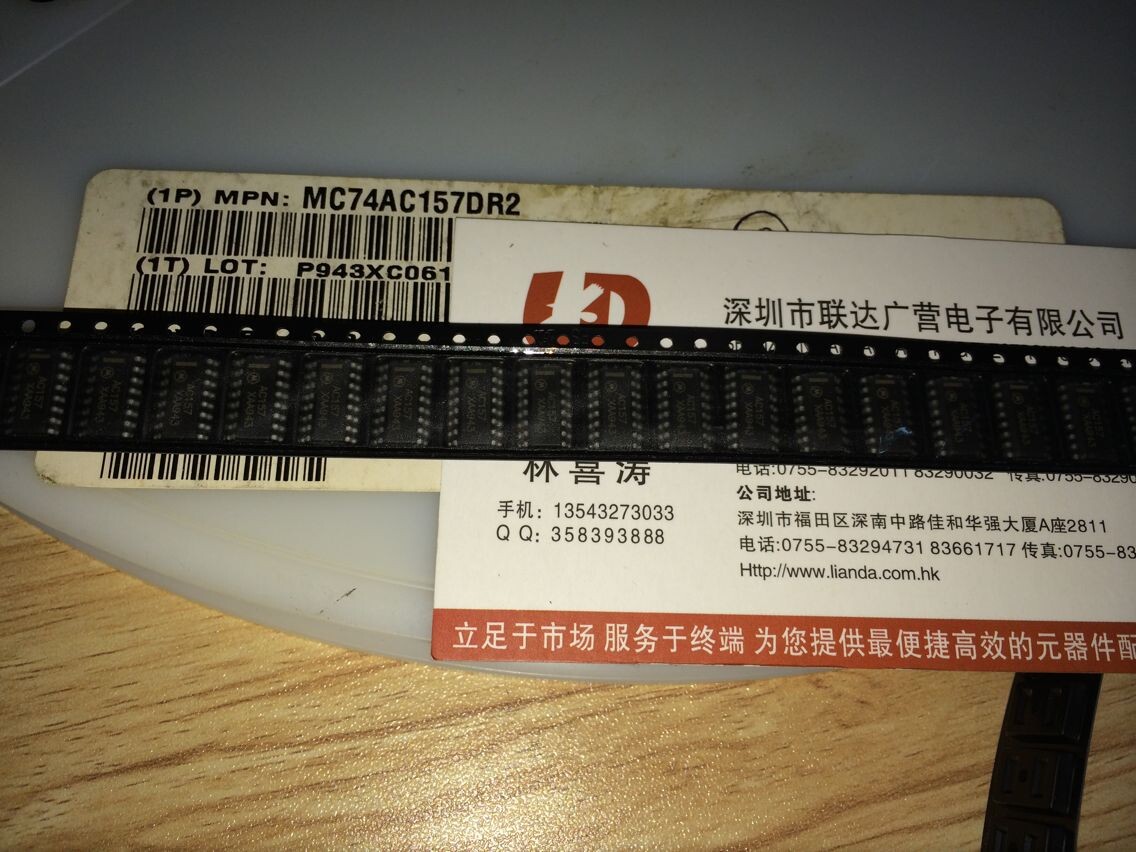 (1P) MPN: MC74AC157DR2
(1T) LOT: P943XC061
深圳市联达广营电子有限公司
AC157
林喜涛
手机：13543273033
Q Q：358393888
电话:0755-83292011 83290032 传真:0755-8329
公司地址:
深圳市福田区深南中路佳和华强大厦A座2811
电话:0755-83294731 83661717 传真:0755-83
Http://www.lianda.com.hk
立足于市场 服务于终端 为您提供最便捷高效的元器件配